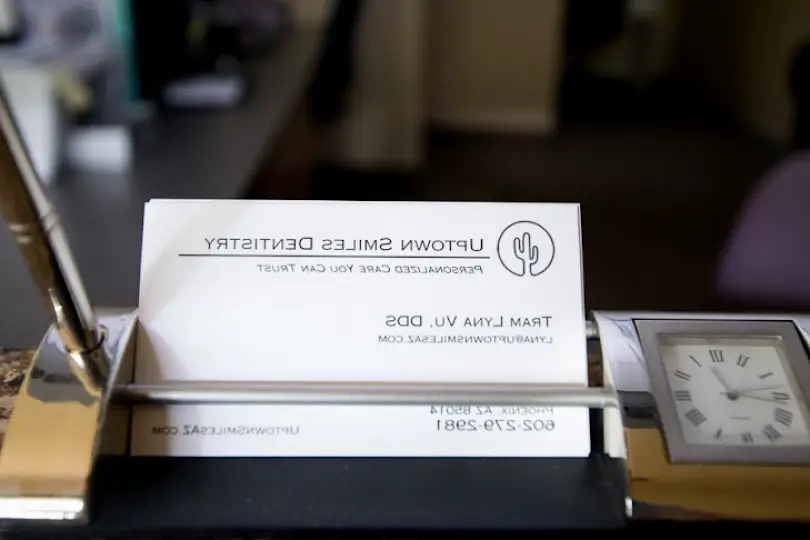 Uptown Smiles Dentistry
Personalized Care You Can Trust
Tram Lyna Vu, DDS
lyna@uptownsmilesaz.com
Phoenix, AZ 85014
602-279-2981
UptownSmilesAZ.com